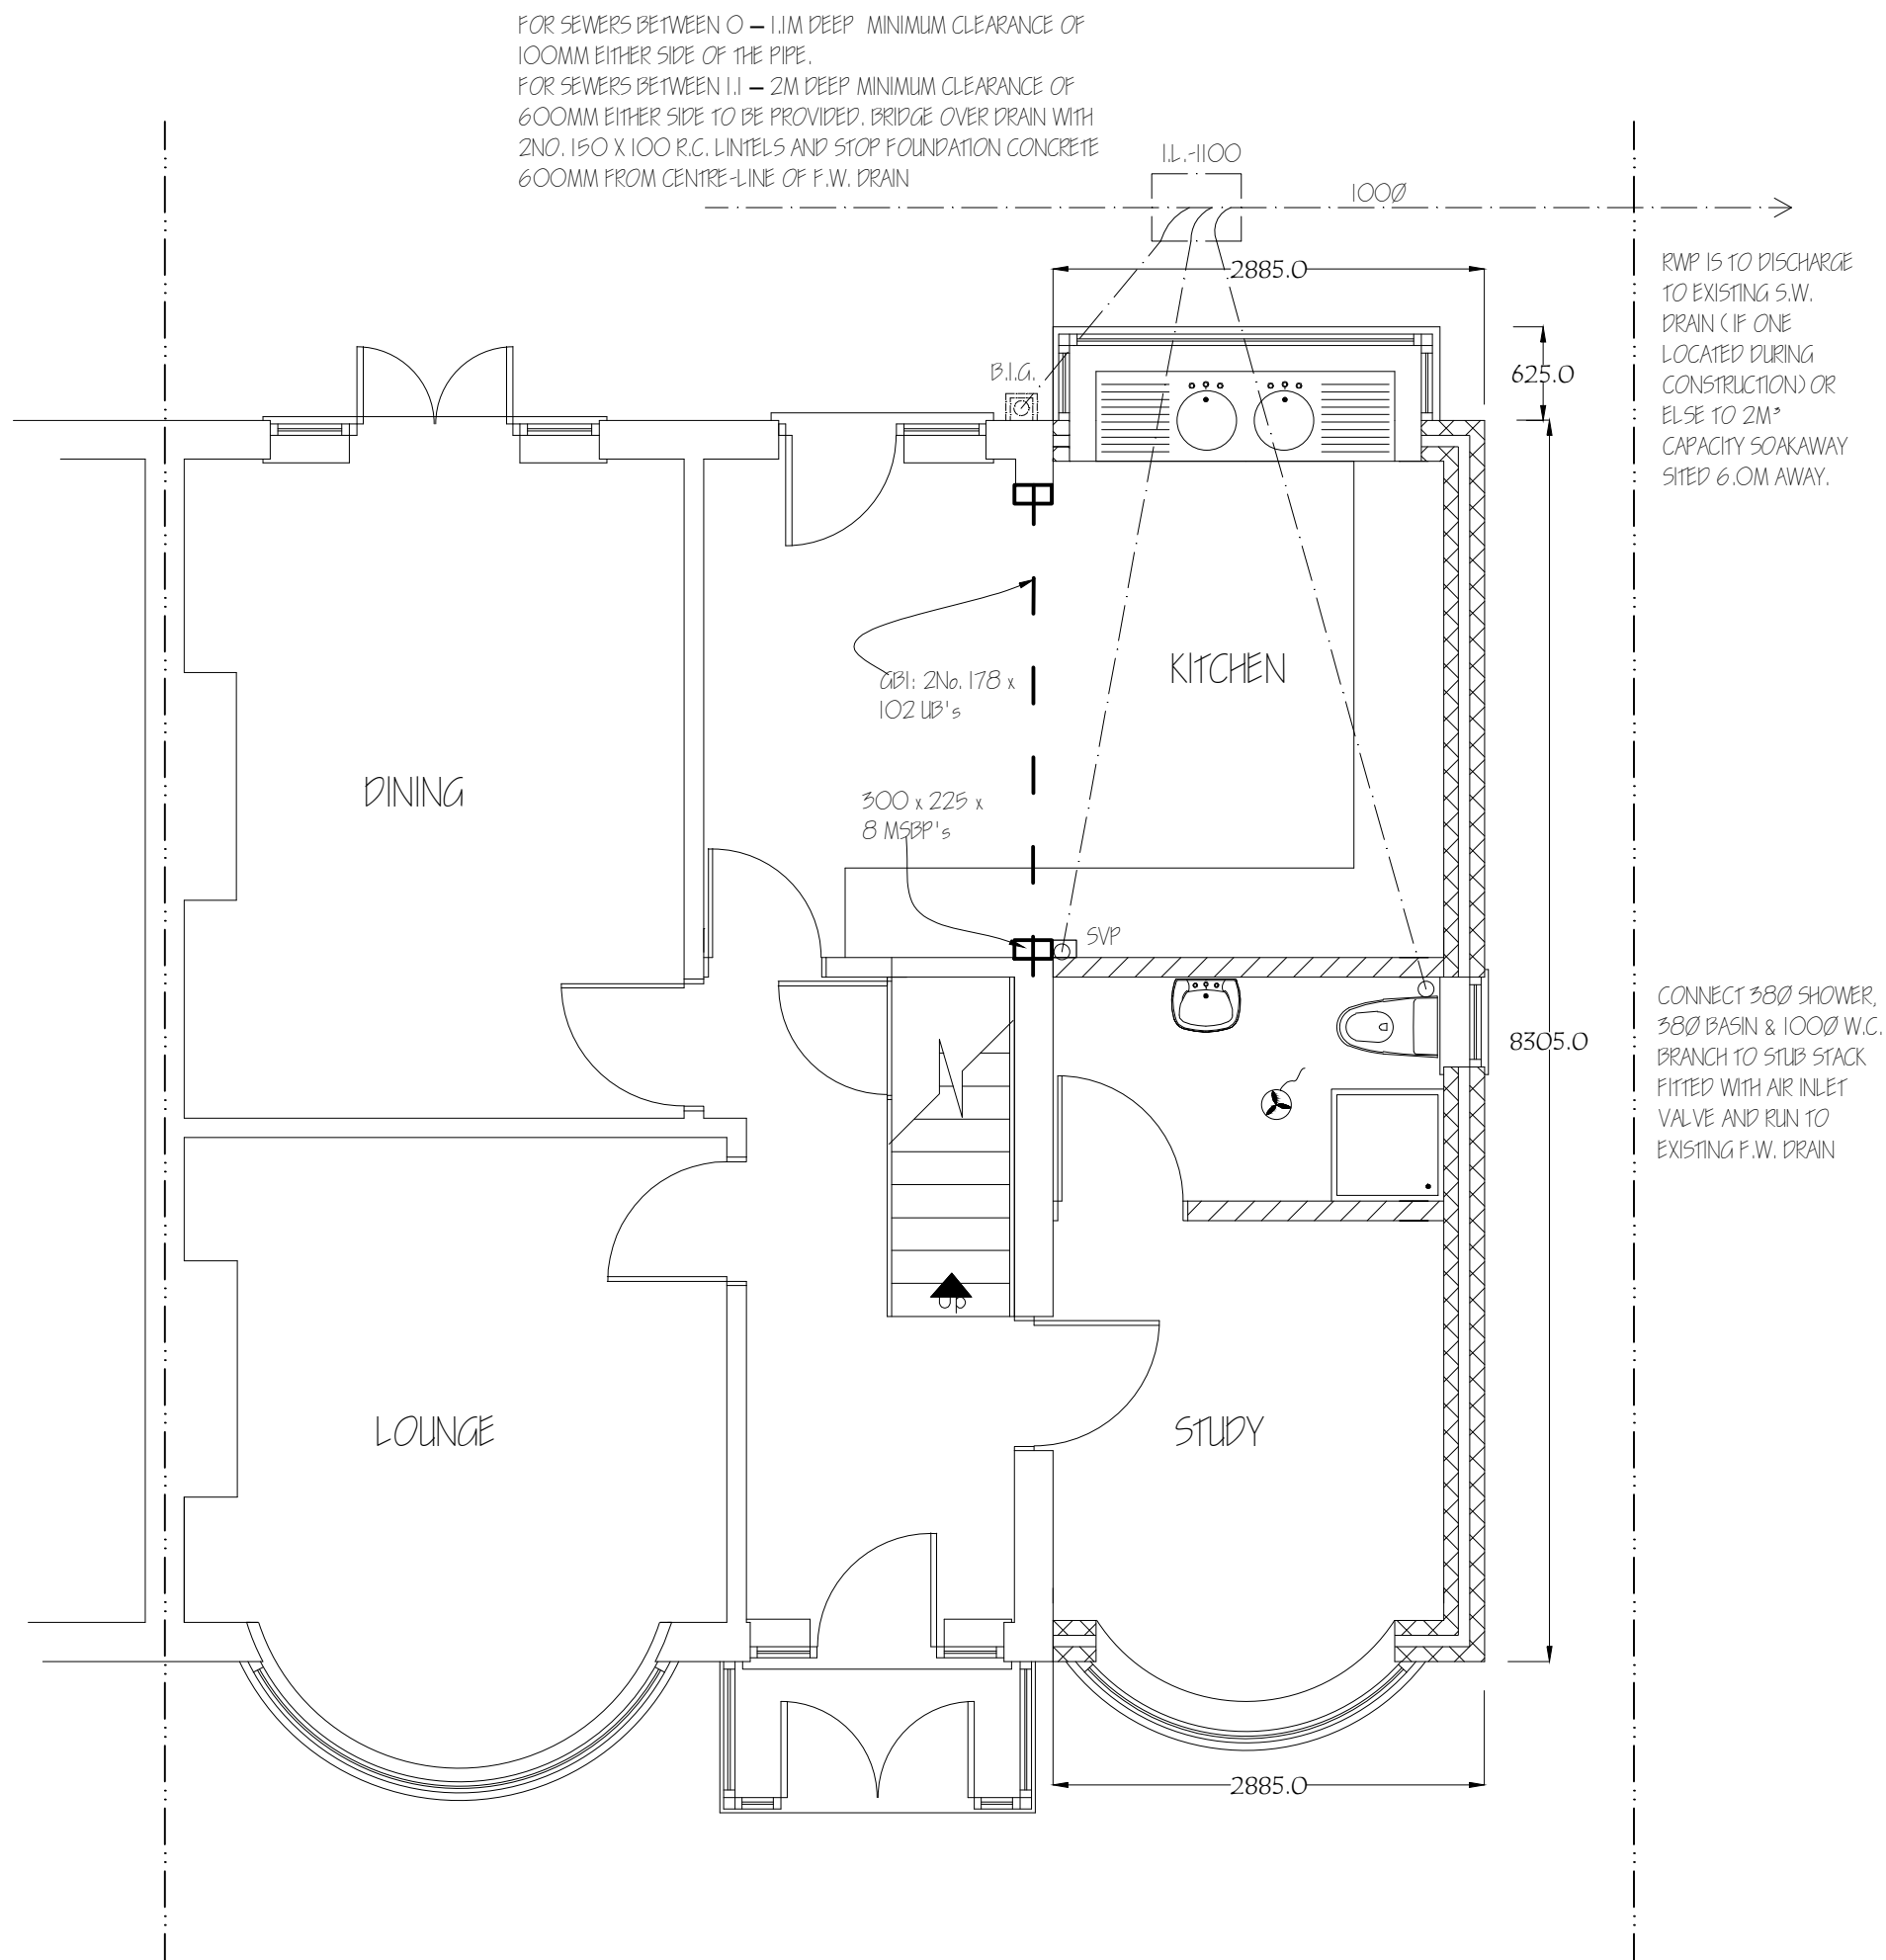 FOR SEWERS BETWEEN 0 – 1.1M DEEP MINIMUM CLEARANCE OF
100MM EITHER SIDE OF THE PIPE.
FOR SEWERS BETWEEN 1.1 – 2M DEEP MINIMUM CLEARANCE OF
600MM EITHER SIDE TO BE PROVIDED. BRIDGE OVER DRAIN WITH
2NO. 150 X 100 R.C. LINTELS AND STOP FOUNDATION CONCRETE
600MM FROM CENTRE-LINE OF F.W. DRAIN
I.L.-1100
100Ø
2885.0
RWP IS TO DISCHARGE
TO EXISTING S.W.
DRAIN ( IF ONE
LOCATED DURING
CONSTRUCTION) OR
ELSE TO 2M³
CAPACITY SOAKAWAY
SITED 6.0M AWAY.
B.I.G.
625.0
KITCHEN
GB1: 2No. 178 x
102 UB's
DINING
300 x 225 x
8 MSBP's
SVP
CONNECT 38Ø SHOWER,
38Ø BASIN & 100Ø W.C.
BRANCH TO STUB STACK
FITTED WITH AIR INLET
VALVE AND RUN TO
EXISTING F.W. DRAIN
8305.0
Up
LOUNGE
STUDY
2885.0